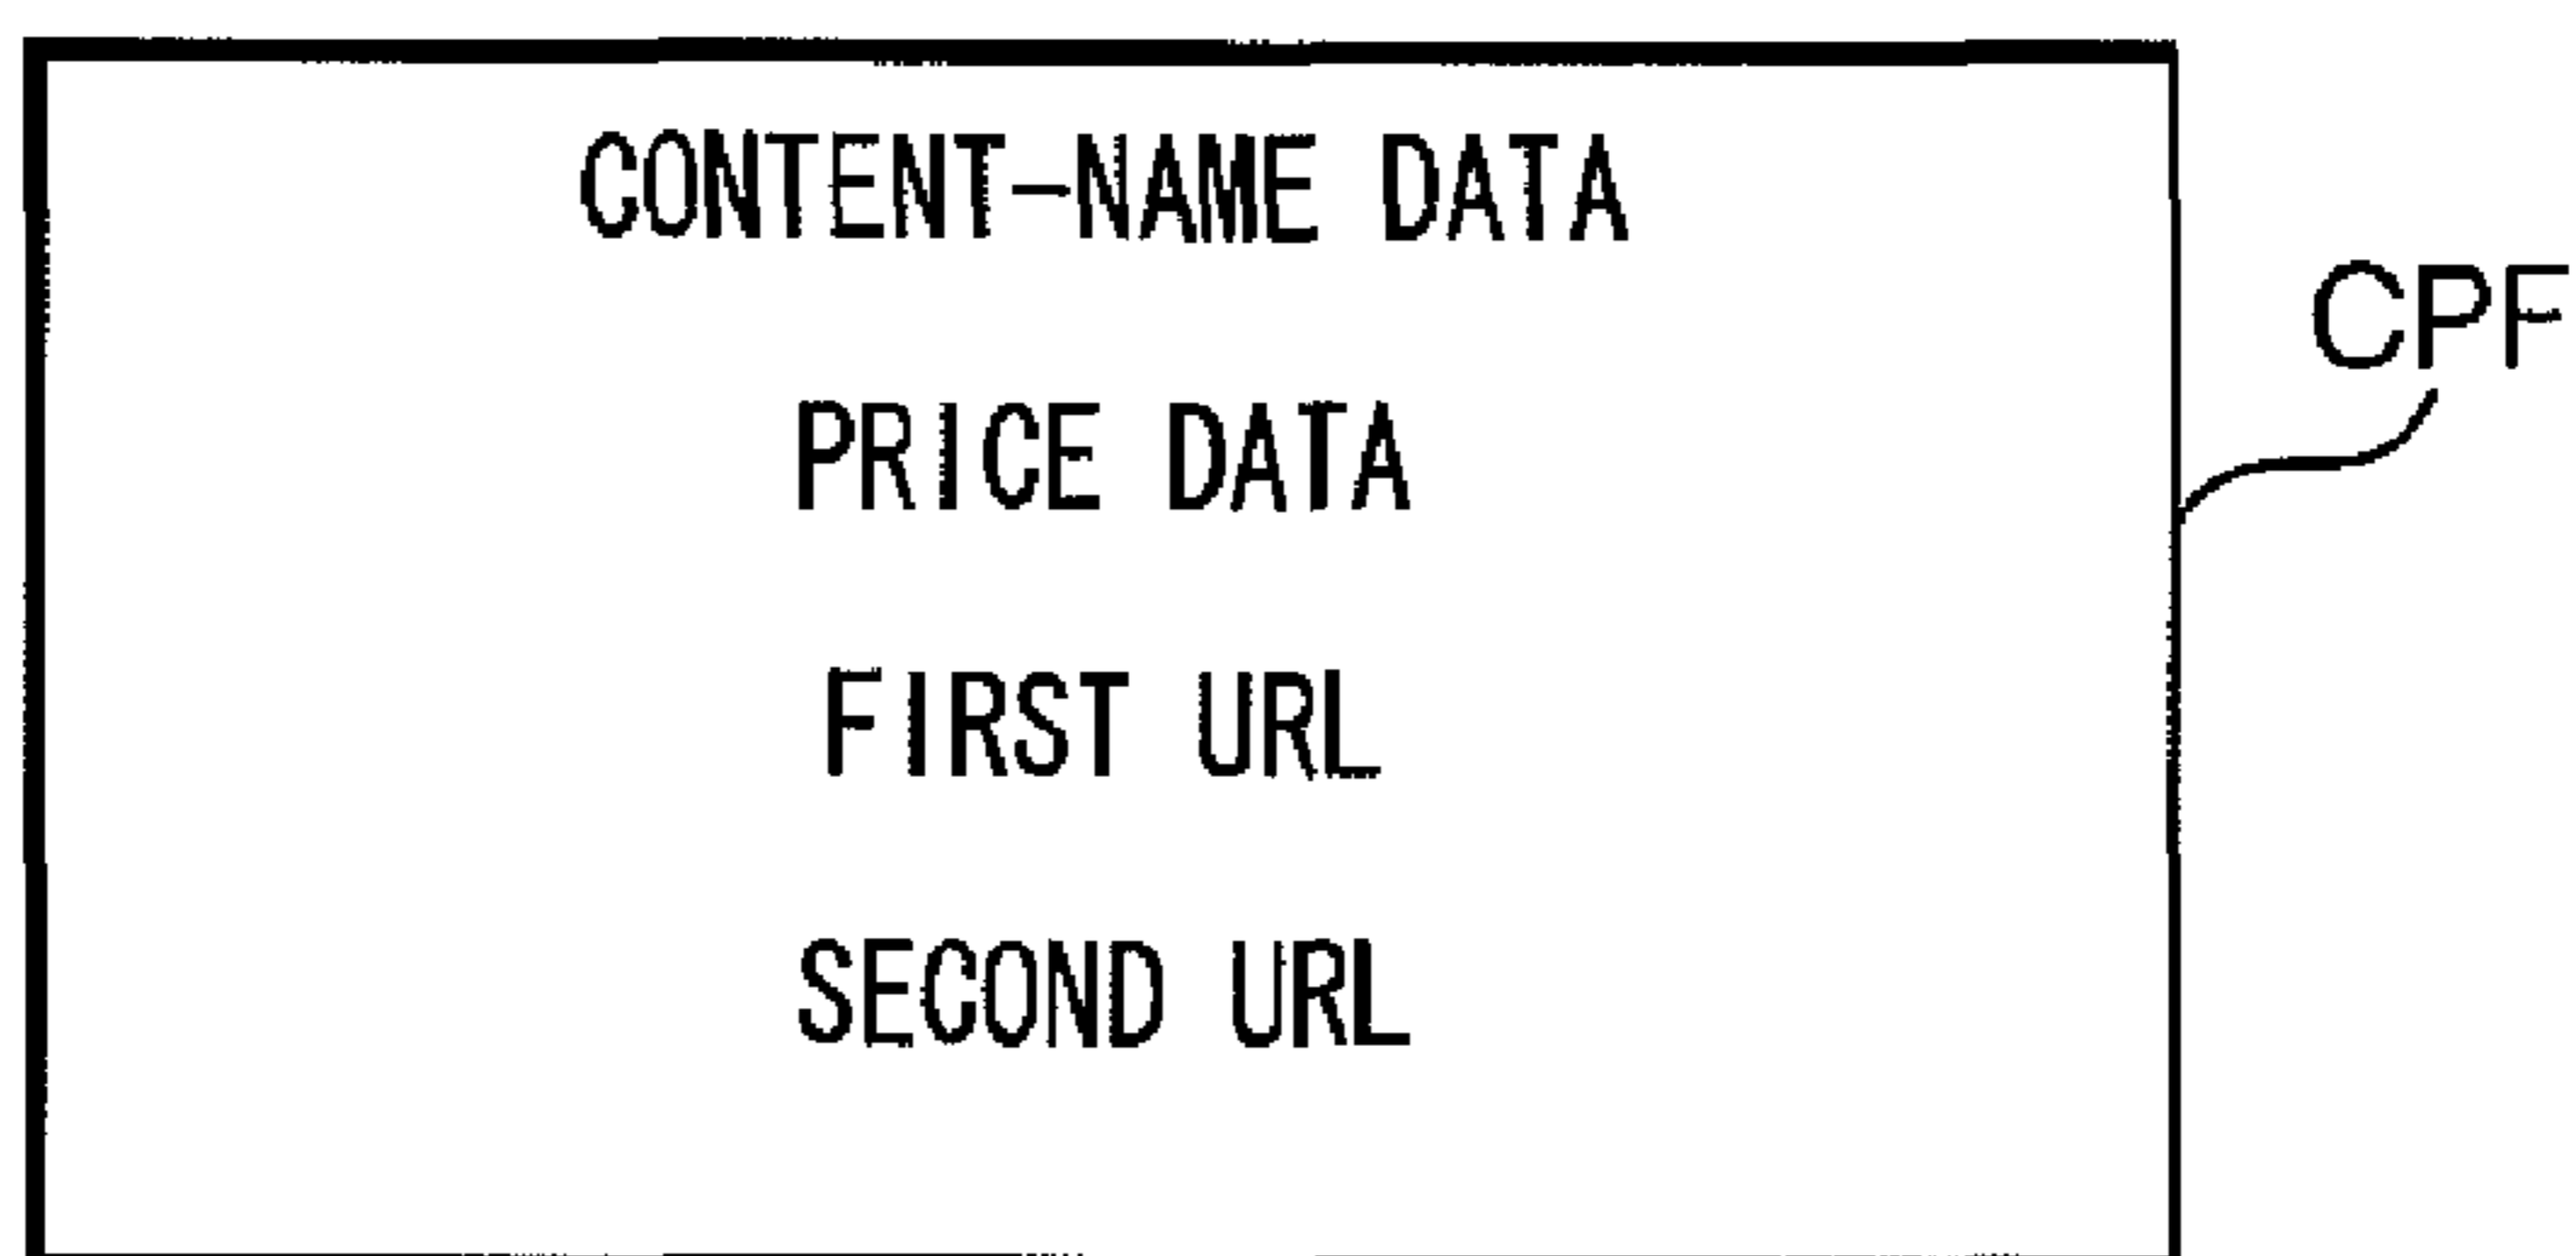 CONTENT-NAME DATA
CPF
PRICE DATA
FIRST URL
SECOND URL